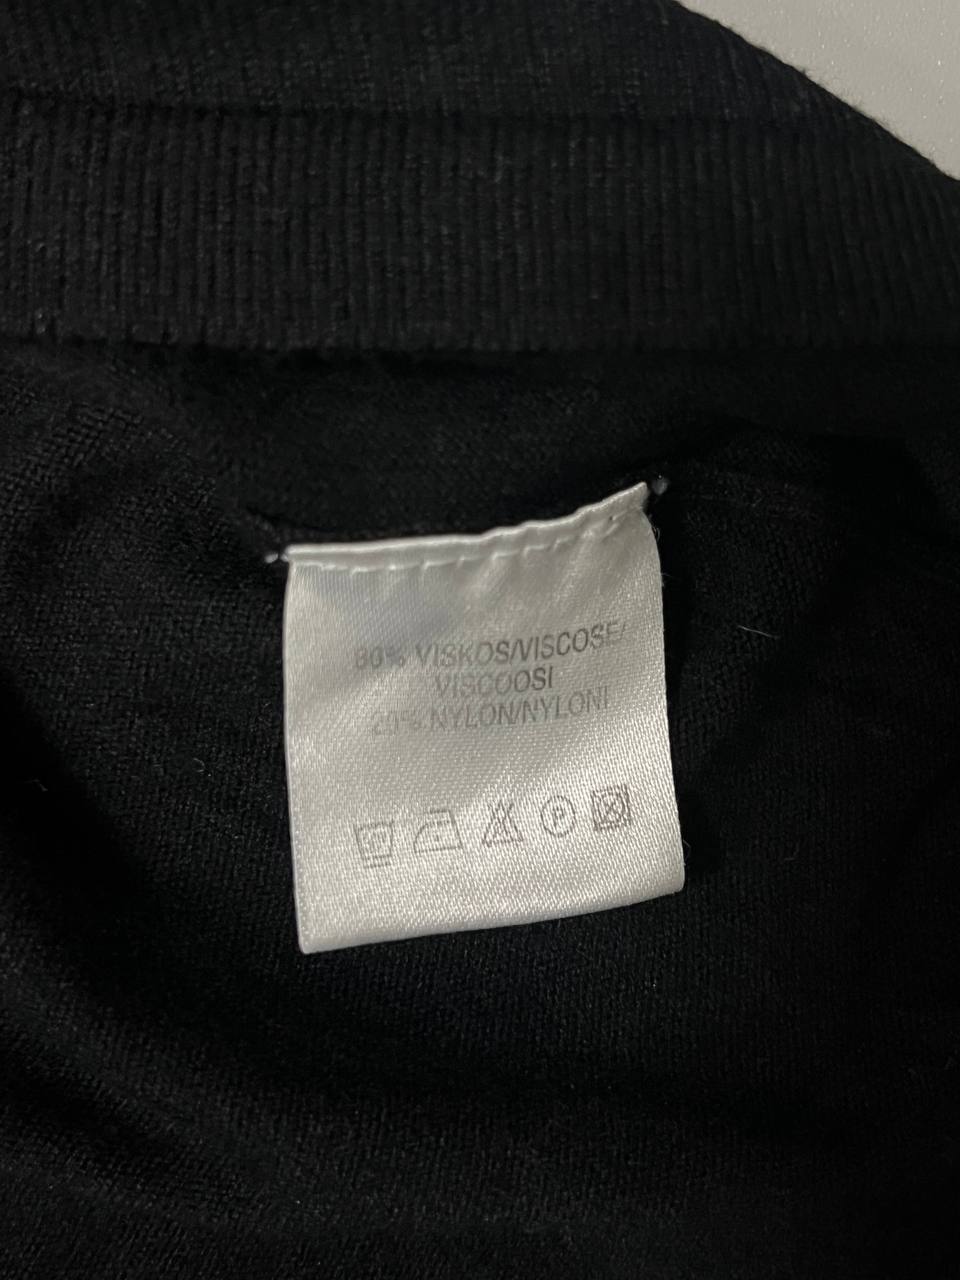 80% VISKOS/VISCOSE/
VISCOOSI
20% NYLON/NYLONI
P